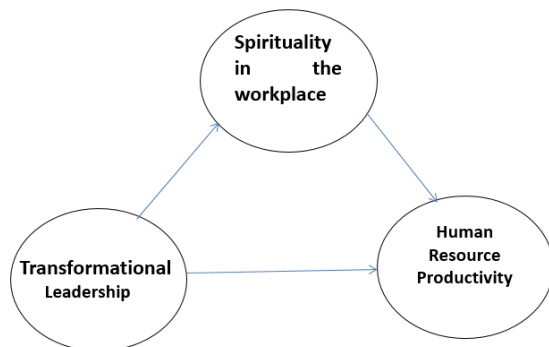 Spirituality
in the
workplace
Transformational
Leadership
Human
Resource
Productivity